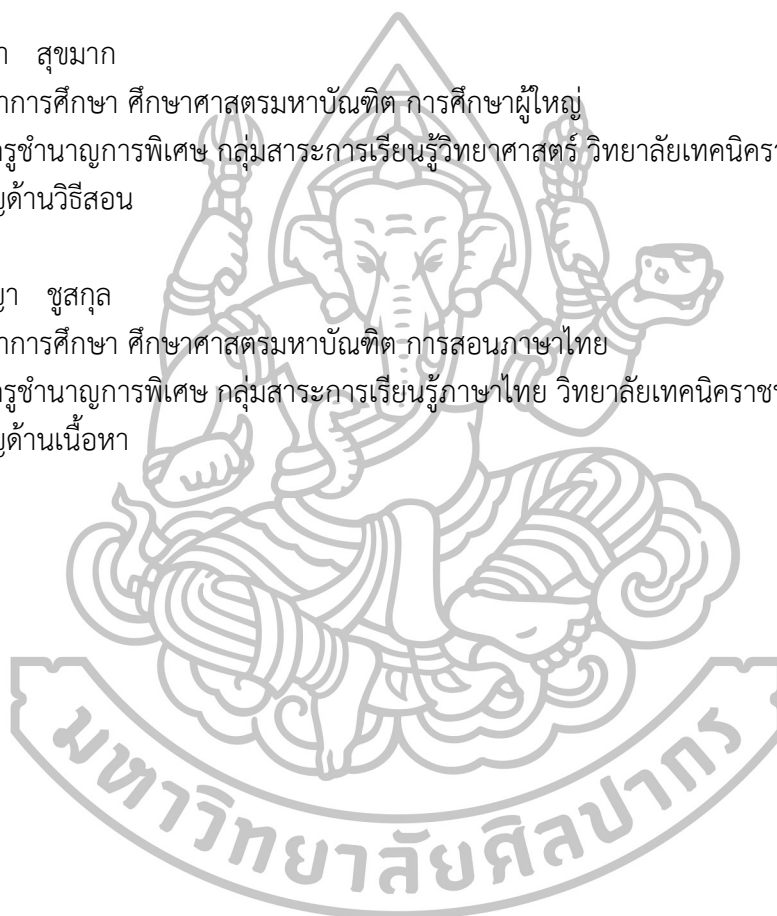 า สุขมาก
าการศึกษา ศึกษาศาสตรมหาบัณฑิต การศึกษาผู้ใหญ่
ครูชำนาญการพิเศษ กลุ่มสาระการเรียนรู้วิทยาศาสตร์ วิทยาลัยเทคนิครา
ญด้านวิธีสอน
ญา ชูสกุล
าการศึกษา ศึกษาศาสตรมหาบัณฑิต การสอนภาษาไทย
ครูชำนาญการพิเศษ กลุ่มสาระการเรียนรู้ภาษาไทย วิทยาลัยเทคนิคราช
ญด้านเนื้อหา
มหาวิทยาลัยศิลปากร